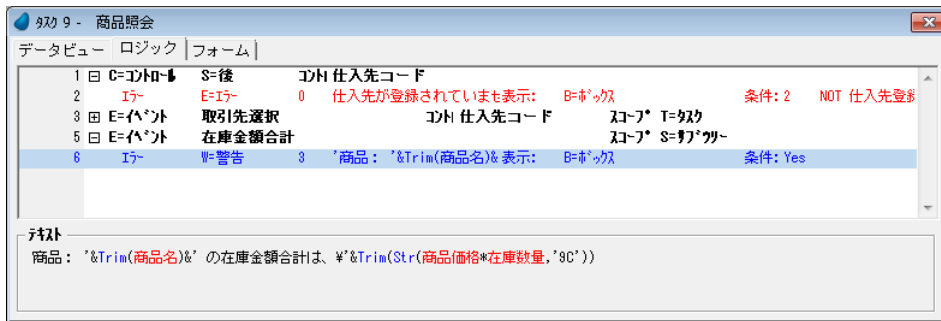 ﾀｽｸ 9 - 商品照会
データビュー ロジック フォーム
1 C=ｺﾝﾄﾛｰﾙ S=後 ｺﾝﾄﾛ 仕入先コード
2 ｴﾗｰ E=ｴﾗｰ 0 仕入先が登録されていませ 表示: B=ﾎﾞｯｸｽ 条件: 2 NOT 仕入先登録
3 E=ｲﾍﾞﾝﾄ 取引先選択 ｺﾝﾄﾛ 仕入先コード ｽｺｰﾌﾟ T=ﾀｽｸ
5 E=ｲﾍﾞﾝﾄ 在庫金額合計 ｽｺｰﾌﾟ S=ｻﾌﾞﾂﾘｰ
6 ｴﾗｰ W=警告 3 '商品: '&Trim(商品名)& 表示: B=ﾎﾞｯｸｽ 条件: Yes
ﾃｷｽﾄ
商品: '&Trim(商品名)&' の在庫金額合計は、¥'&Trim(Str(商品価格*在庫数量,'9C'))